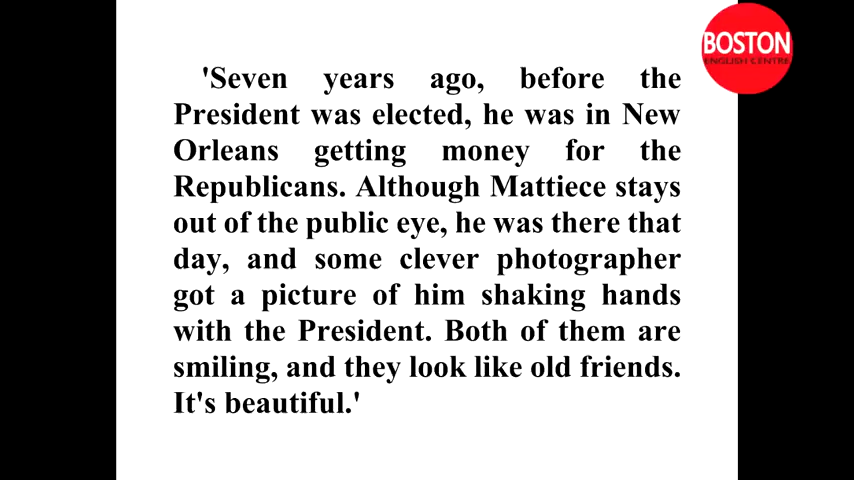 BOSTON
ENGLISH CENTRE
'Seven years ago, before the
President was elected, he was in New
Orleans getting money for the
Republicans. Although Mattiece stays
out of the public eye, he was there that
day, and some clever photographer
got a picture of him shaking hands
with the President. Both of them are
smiling, and they look like old friends.
It's beautiful.'